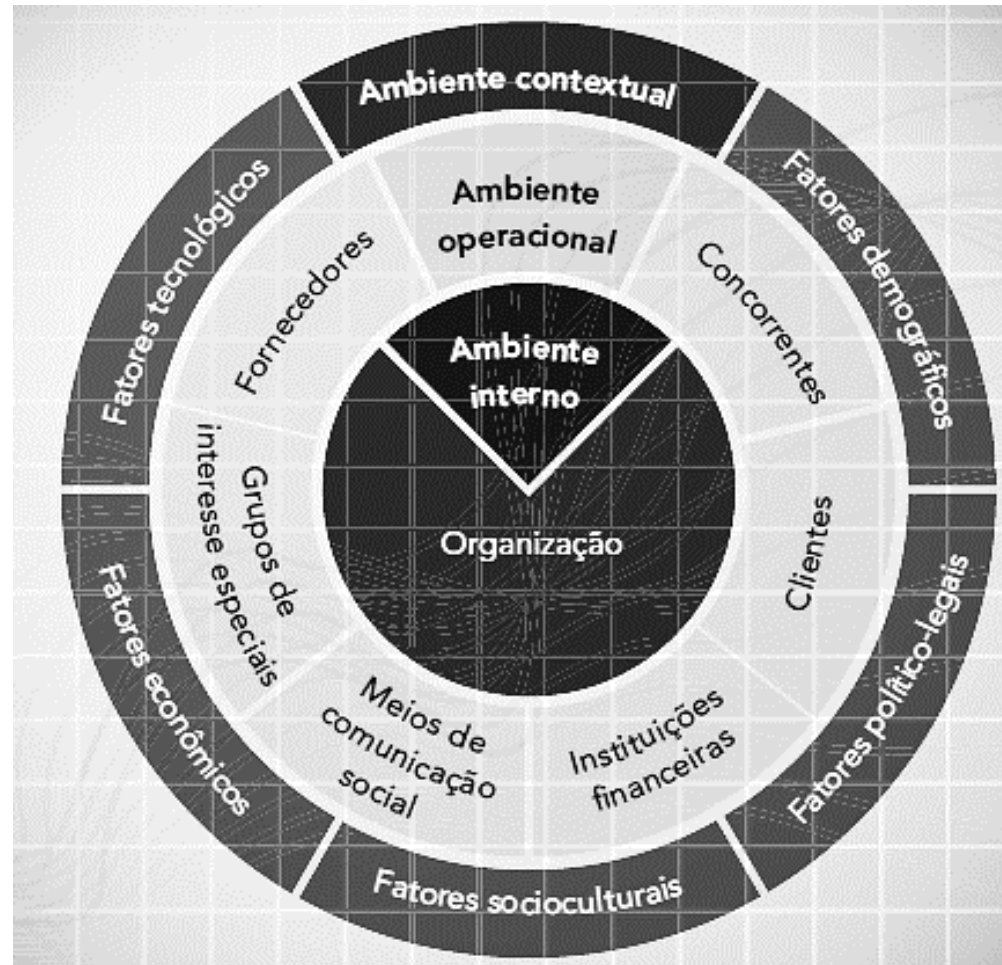 Ambiente contextual
Fatores demográficos
Fatores político-legais
Fatores socioculturais
Fatores econômicos
Fatores tecnológicos
Ambiente
operacional
Concorrentes
Clientes
Instituições
financeiras
Meios de
comunicação
social
Grupos de
interesse especiais
Fornecedores
Ambiente
interno
Organização